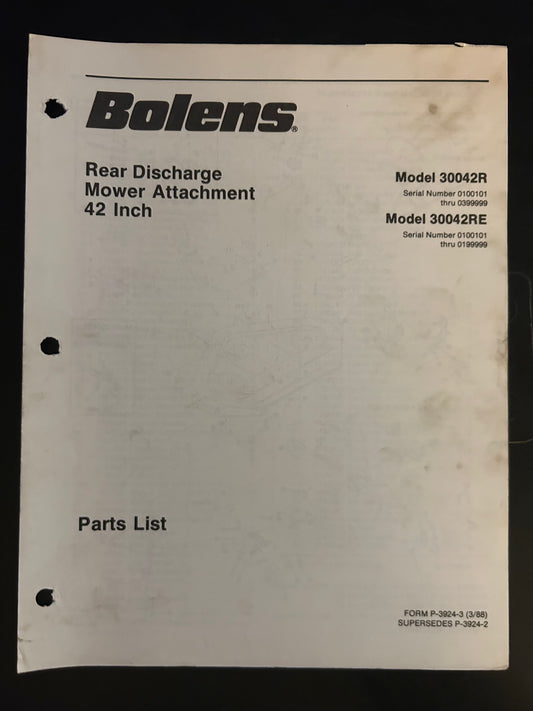 Bolens®
Rear Discharge
Mower Attachment
42 Inch
Model 30042R
Serial Number 0100101
thru 0399999
Model 30042RE
Serial Number 0100101
thru 0199999
Parts List
FORM P-3924-3 (3/88)
SUPERSEDES P-3924-2